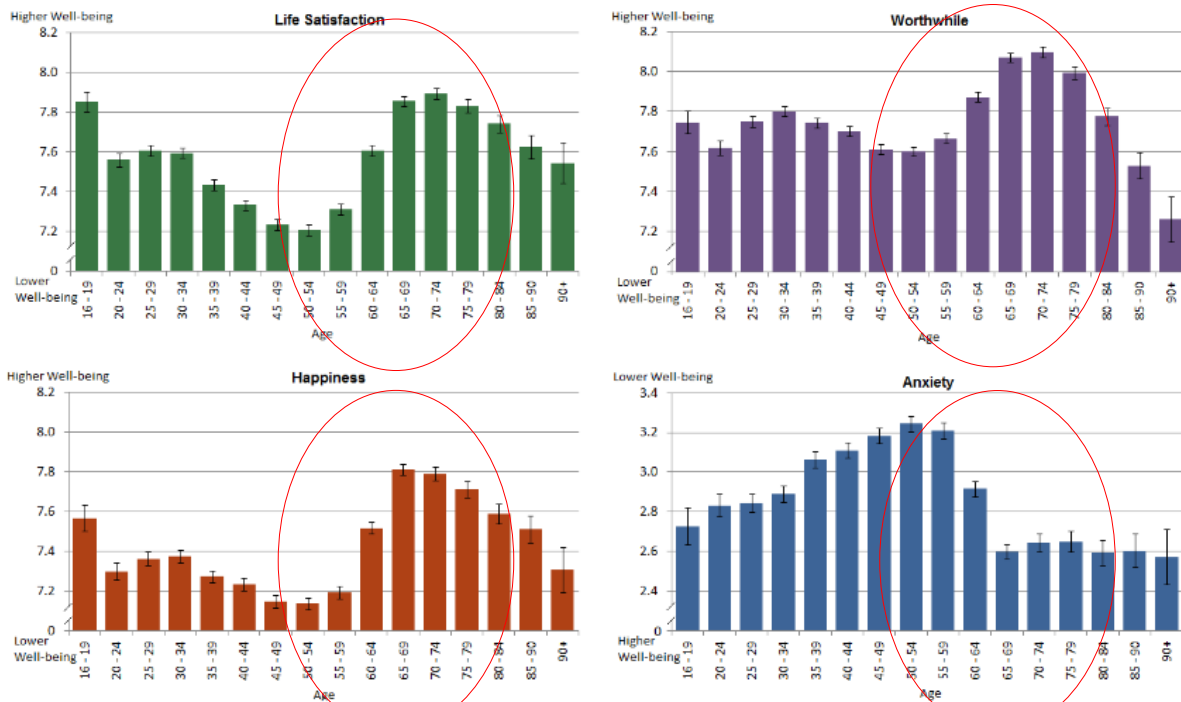 Higher Well-being
Life Satisfaction
8.2
8.0
7.8
7.6
7.4
7.2
0
Lower
Well-being
16 - 19
20 - 24
25 - 29
30 - 34
35 - 39
40 - 44
45 - 49
50 - 54
55 - 59
60 - 64
65 - 69
70 - 74
75 - 79
80 - 84
85 - 90
90+
Age
Higher Well-being
Worthwhile
8.2
8.0
7.8
7.6
7.4
7.2
0
Lower
Well-being
16 - 19
20 - 24
25 - 29
30 - 34
35 - 39
40 - 44
45 - 49
50 - 54
55 - 59
60 - 64
65 - 69
70 - 74
75 - 79
80 - 84
85 - 90
90+
Age
Higher Well-being
Happiness
8.2
8.0
7.8
7.6
7.4
7.2
0
Lower
Well-being
16 - 19
20 - 24
25 - 29
30 - 34
35 - 39
40 - 44
45 - 49
50 - 54
55 - 59
60 - 64
65 - 69
70 - 74
75 - 79
80 - 84
85 - 90
90+
Age
Lower Well-being
Anxiety
3.4
3.2
3.0
2.8
2.6
2.4
0
Higher
Well-being
16 - 19
20 - 24
25 - 29
30 - 34
35 - 39
40 - 44
45 - 49
50 - 54
55 - 59
60 - 64
65 - 69
70 - 74
75 - 79
80 - 84
85 - 90
90+
Age